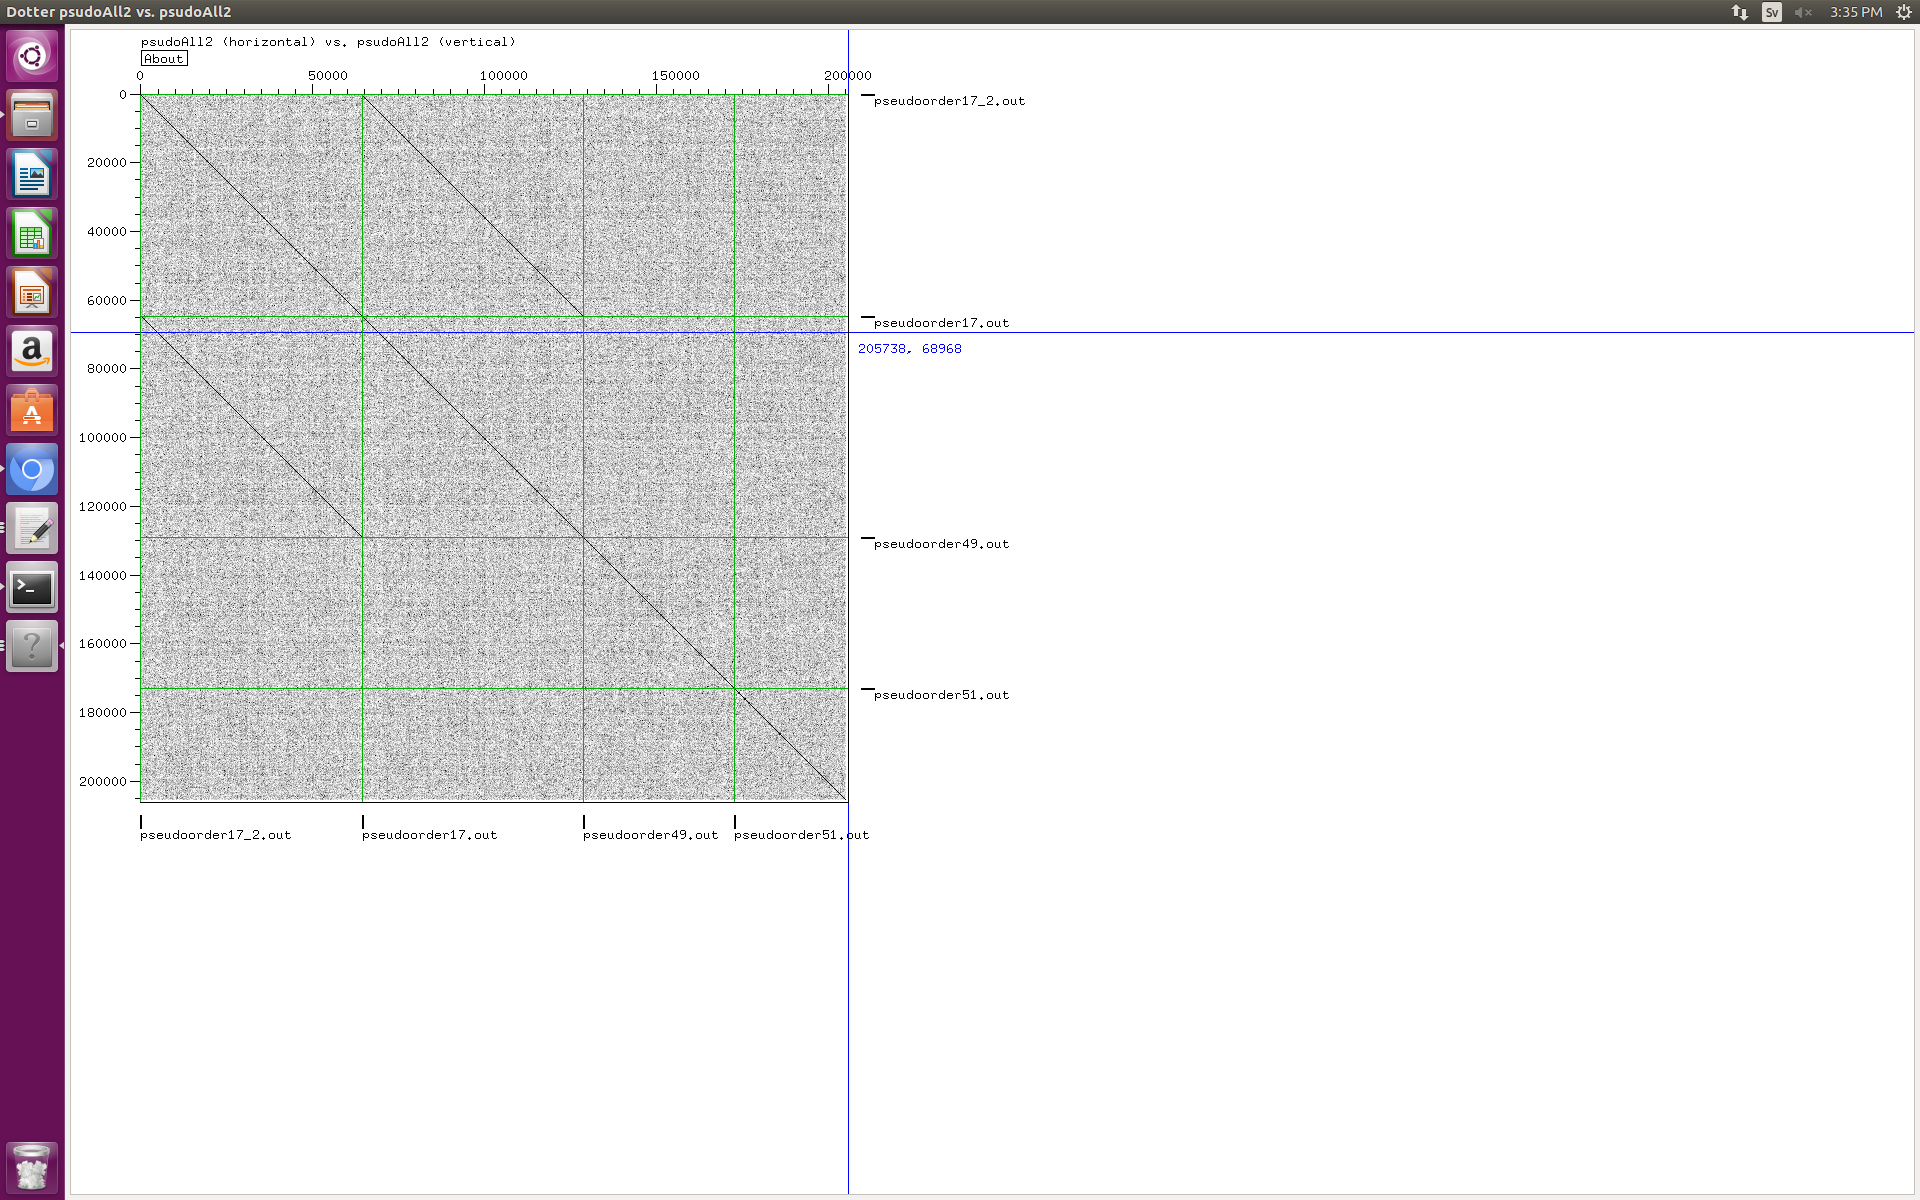 Dotter psudoAll2 vs. psudoAll2
Sv
3:35 PM
psudoAll2 (horizontal) vs. psudoAll2 (vertical)
About
0 50000 100000 150000 200000
0
pseudoorder17_2.out
20000
40000
60000
pseudoorder17.out
205738, 68968
80000
100000
120000
pseudoorder49.out
140000
160000
pseudoorder51.out
180000
200000
pseudoorder17_2.out pseudoorder17.out pseudoorder49.out pseudoorder51.out